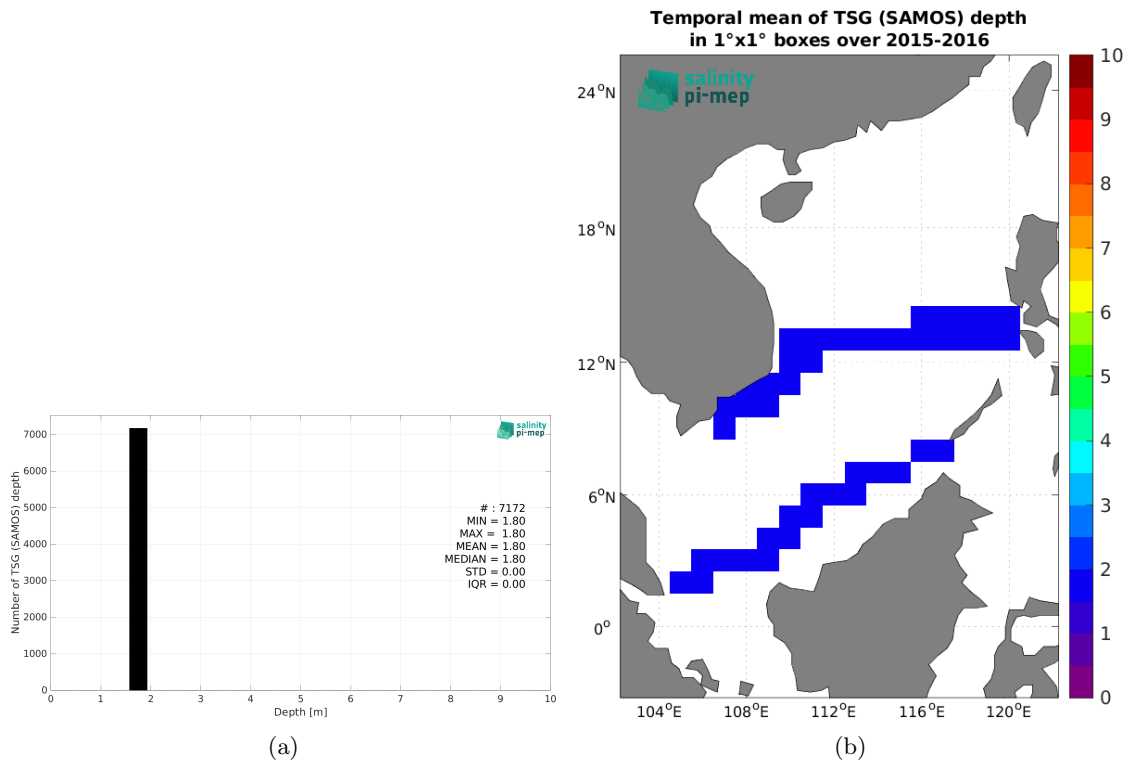 Number of TSG (SAMOS) depth
7000
6000
5000
4000
3000
2000
1000
0
0 1 2 3 4 5 6 7 8 9 10
Depth [m]
salinity
pi-mep
# : 7172
MIN = 1.80
MAX = 1.80
MEAN = 1.80
MEDIAN = 1.80
STD = 0.00
IQR = 0.00
(a)
Temporal mean of TSG (SAMOS) depth
in 1°x1° boxes over 2015-2016
salinity
pi-mep
24°N
18°N
12°N
6°N
0°
104°E 108°E 112°E 116°E 120°E
10
9
8
7
6
5
4
3
2
1
0
(b)